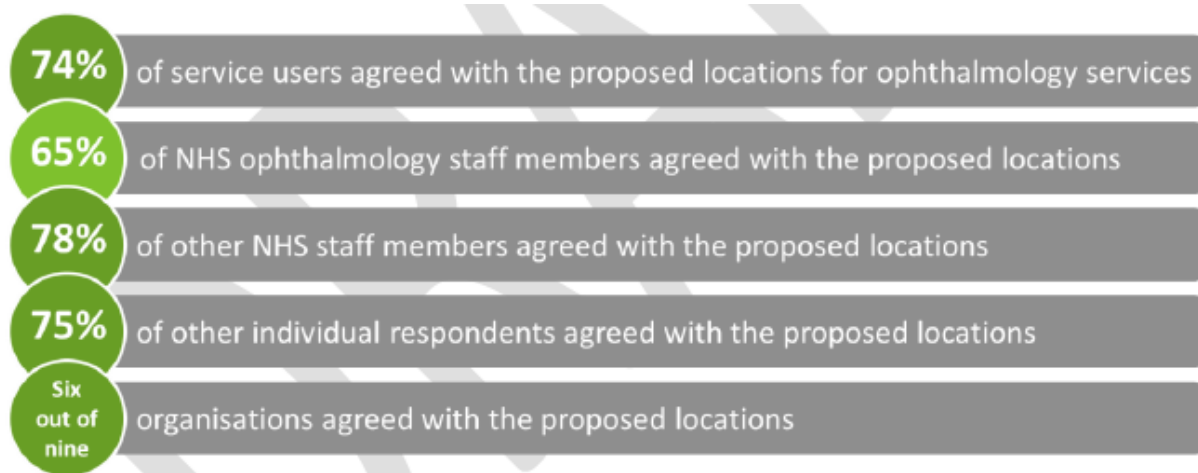 74% of service users agreed with the proposed locations for ophthalmology services
65% of NHS ophthalmology staff members agreed with the proposed locations
78% of other NHS staff members agreed with the proposed locations
75% of other individual respondents agreed with the proposed locations
Six
out of
nine
organisations agreed with the proposed locations